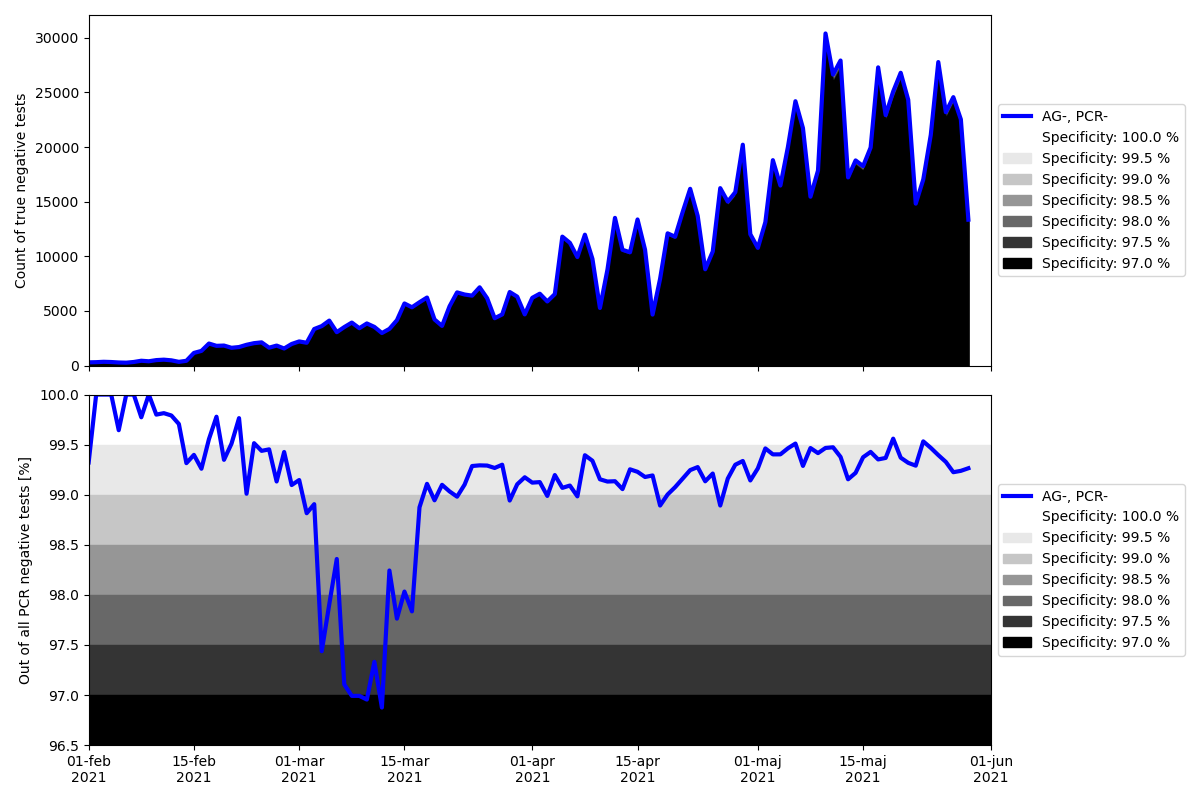 30000
25000
20000
15000
10000
5000
0
Count of true negative tests
AG-, PCR-
Specificity: 100.0 %
Specificity: 99.5 %
Specificity: 99.0 %
Specificity: 98.5 %
Specificity: 98.0 %
Specificity: 97.5 %
Specificity: 97.0 %
100.0
99.5
99.0
98.5
98.0
97.5
97.0
96.5
Out of all PCR negative tests [%]
01-feb
2021
15-feb
2021
01-mar
2021
15-mar
2021
01-apr
2021
15-apr
2021
01-maj
2021
15-maj
2021
01-jun
2021
AG-, PCR-
Specificity: 100.0 %
Specificity: 99.5 %
Specificity: 99.0 %
Specificity: 98.5 %
Specificity: 98.0 %
Specificity: 97.5 %
Specificity: 97.0 %